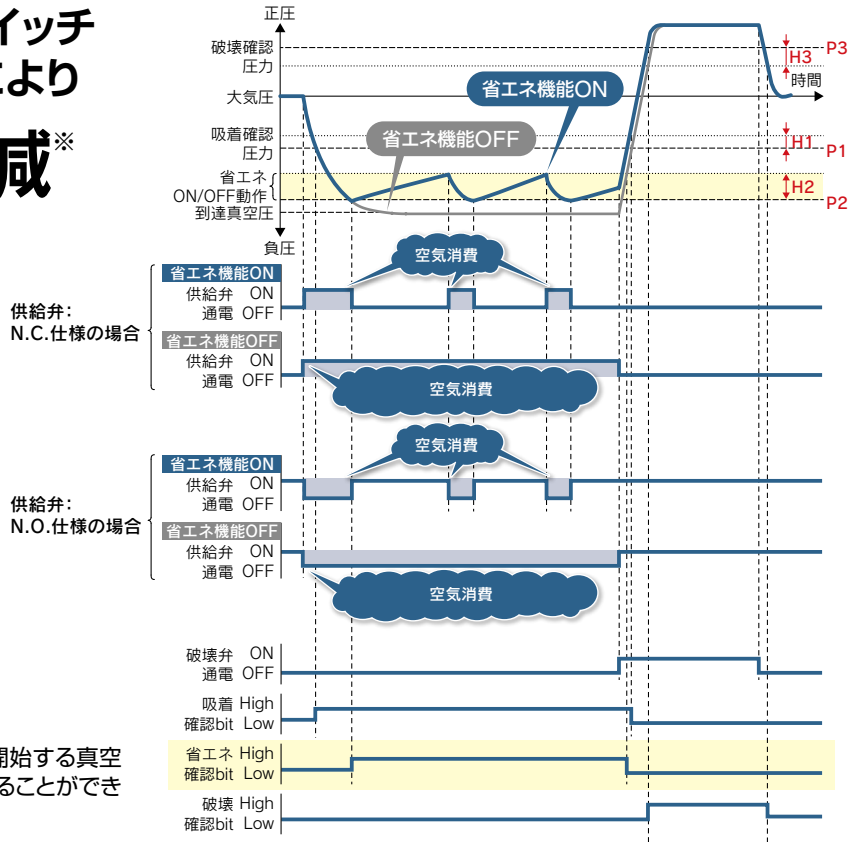 イッチ
により
減※
正圧
破壊確認
圧力
大気圧
吸着確認
圧力
省エネ
ON/OFF動作
到達真空圧
負圧
省エネ機能ON
省エネ機能OFF
時間
P3
H3
H1
P1
H2
P2
供給弁:
N.C.仕様の場合
省エネ機能ON
供給弁 ON
通電 OFF
空気消費
省エネ機能OFF
供給弁 ON
通電 OFF
空気消費
供給弁:
N.O.仕様の場合
省エネ機能ON
供給弁 ON
通電 OFF
空気消費
省エネ機能OFF
供給弁 ON
通電 OFF
空気消費
破壊弁 ON
通電 OFF
吸着 High
確認bit Low
省エネ High
確認bit Low
破壊 High
確認bit Low
開始する真空
ることができ